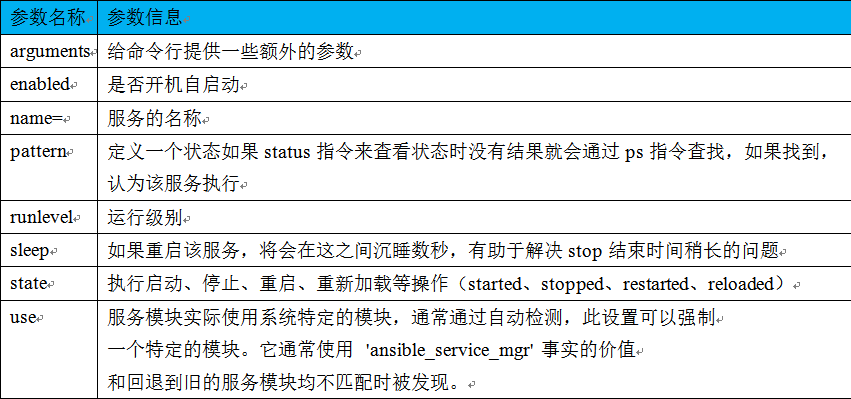 参数名称 参数信息
arguments 给命令行提供一些额外的参数
enabled 是否开机自启动
name= 服务的名称
pattern 定义一个状态如果 status 指令来查看状态时没有结果就会通过 ps 指令查找，如果找到，
认为该服务执行
runlevel 运行级别
sleep 如果重启该服务，将会在这之间沉睡数秒，有助于解决 stop 结束时间稍长的问题
state 执行启动、停止、重启、重新加载等操作（started、stopped、restarted、reloaded）
use 服务模块实际使用系统特定的模块，通常通过自动检测，此设置可以强制
一个特定的模块。它通常使用 'ansible_service_mgr' 事实的价值
和回退到旧的服务模块均不匹配时被发现。